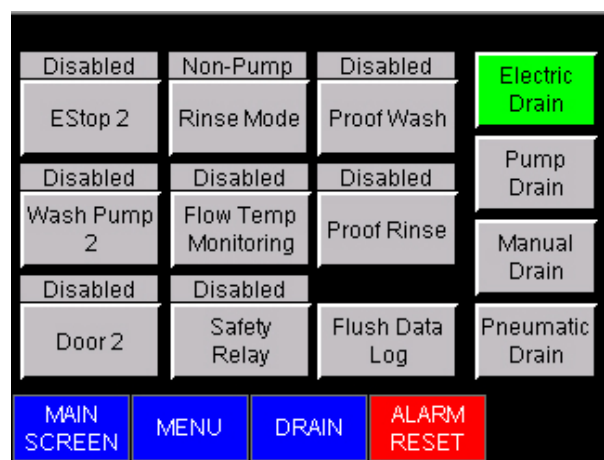 Disabled
EStop 2
Non-Pump
Rinse Mode
Disabled
Proof Wash
Electric
Drain
Disabled
Wash Pump
2
Disabled
Flow Temp
Monitoring
Disabled
Proof Rinse
Pump
Drain
Manual
Drain
Disabled
Door 2
Disabled
Safety
Relay
Flush Data
Log
Pneumatic
Drain
MAIN
SCREEN
MENU
DRAIN
ALARM
RESET